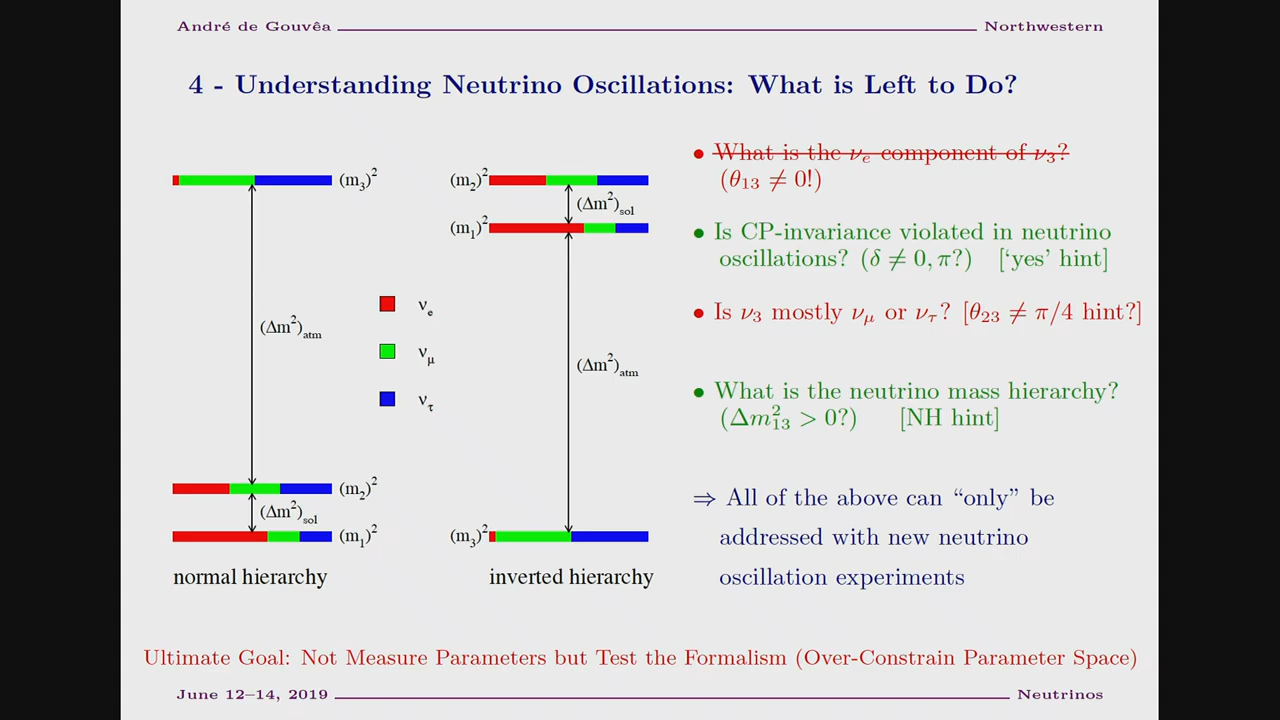 André de Gouvêa Northwestern
4 - Understanding Neutrino Oscillations: What is Left to Do?
(m₃)²
(Δm²)atm
(m₂)²
(Δm²)sol
(m₁)²
normal hierarchy
νe
νμ
ντ
(m₂)²
(Δm²)sol
(m₁)²
(Δm²)atm
(m₃)²
inverted hierarchy
• What is the νe component of ν₃?
(θ₁₃ ≠ 0!)
• Is CP-invariance violated in neutrino
oscillations? (δ ≠ 0, π?) [‘yes’ hint]
• Is ν₃ mostly νμ or ντ? [θ₂₃ ≠ π/4 hint?]
• What is the neutrino mass hierarchy?
(Δm²₁₃ > 0?) [NH hint]
⇒ All of the above can “only” be
addressed with new neutrino
oscillation experiments
Ultimate Goal: Not Measure Parameters but Test the Formalism (Over-Constrain Parameter Space)
June 12–14, 2019 Neutrinos